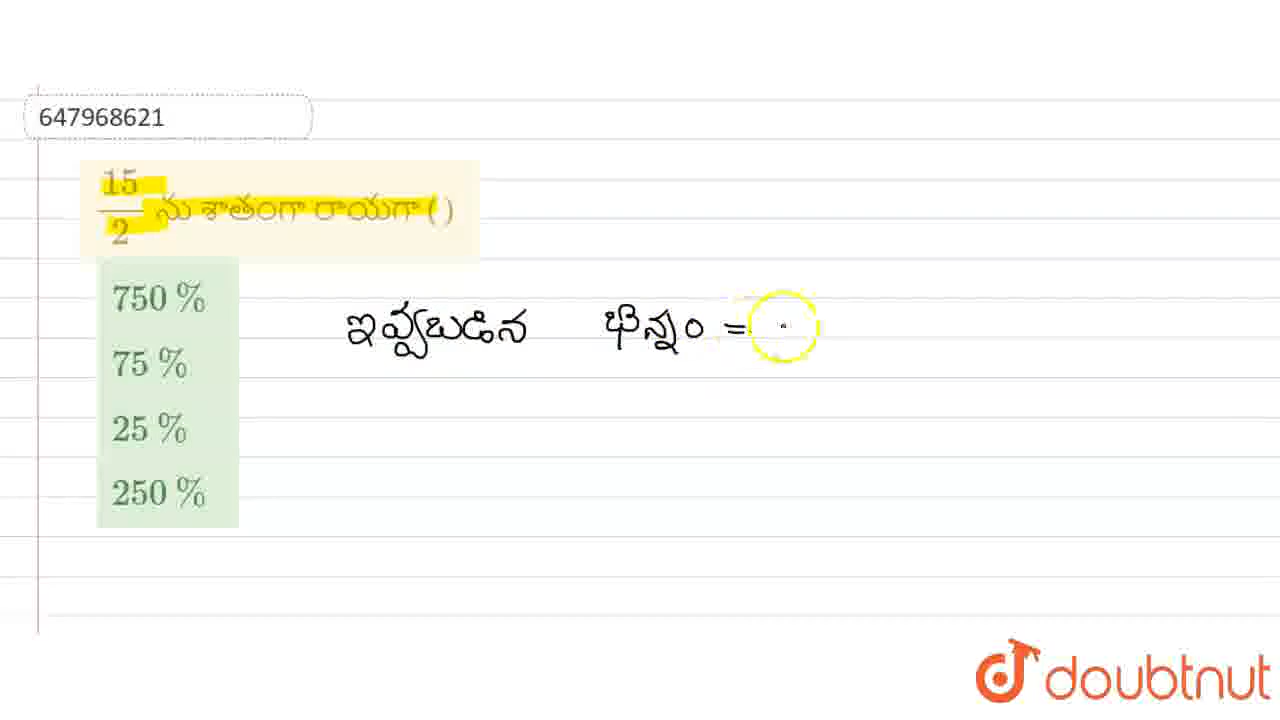 647968621
15/2 ను శాతంగా రాయగా ( )
750 %
75 %
25 %
250 %
ఇవ్వబడిన భిన్నం =
doubtnut